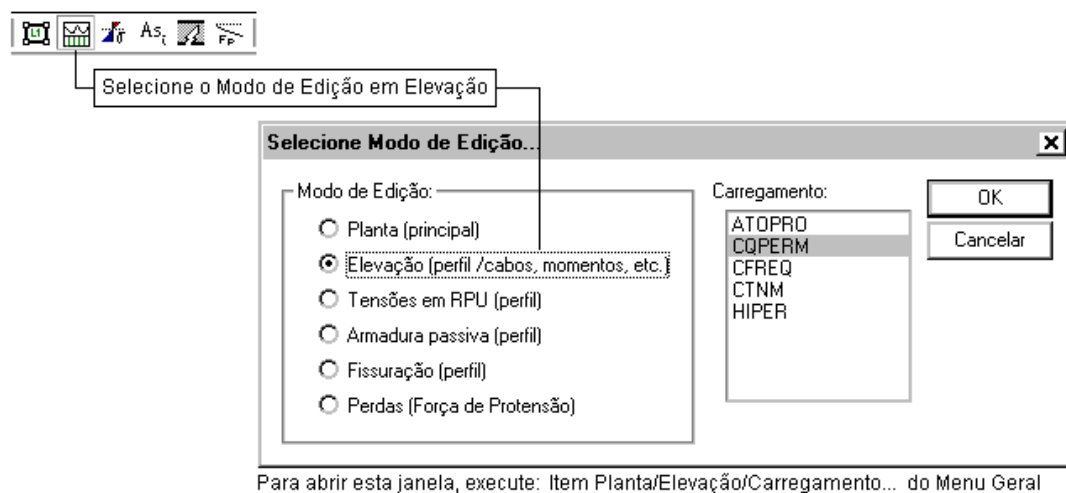 L1
As i
FP
Selecione o Modo de Edição em Elevação
Selecione Modo de Edição...
Modo de Edição:
Planta (principal)
Elevação (perfil /cabos, momentos, etc.)
Tensões em RPU (perfil)
Armadura passiva (perfil)
Fissuração (perfil)
Perdas (Força de Protensão)
Carregamento:
ATOPRO
CQPERM
CFREQ
CTNM
HIPER
OK
Cancelar
Para abrir esta janela, execute: Item Planta/Elevação/Carregamento... do Menu Geral